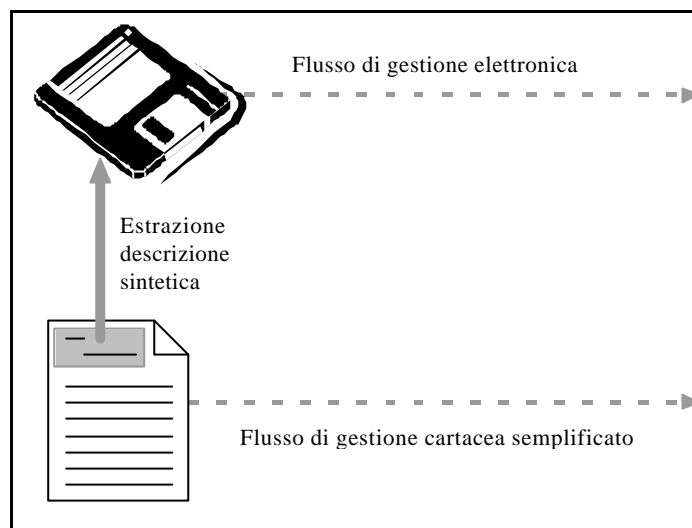 Flusso di gestione elettronica
Estrazione
descrizione
sintetica
Flusso di gestione cartacea semplificato